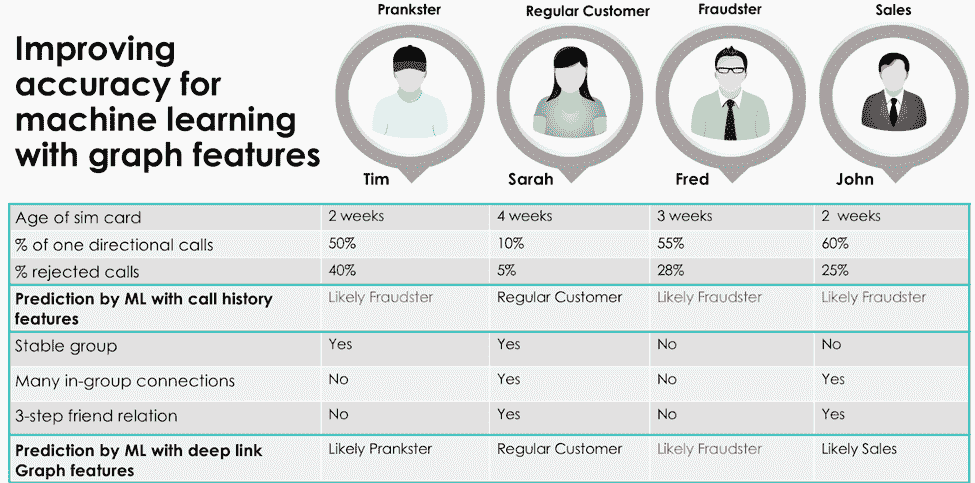 Prankster Regular Customer Fraudster Sales
Improving
accuracy for
machine learning
with graph features
Tim Sarah Fred John
Age of sim card 2 weeks 4 weeks 3 weeks 2 weeks
% of one directional calls 50% 10% 55% 60%
% rejected calls 40% 5% 28% 25%
Prediction by ML with call history Likely Fraudster Regular Customer Likely Fraudster Likely Fraudster
features
Stable group Yes Yes No No
Many in-group connections No Yes No Yes
3-step friend relation No Yes No Yes
Prediction by ML with deep link Likely Prankster Regular Customer Likely Fraudster Likely Sales
Graph features